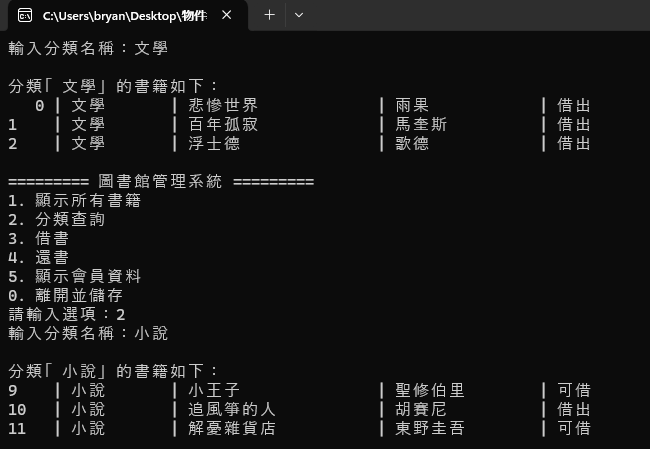 C:\Users\bryan\Desktop\物件
輸入分類名稱：文學
分類「文學」的書籍如下：
0 | 文學 | 悲慘世界 | 雨果 | 借出
1 | 文學 | 百年孤寂 | 馬奎斯 | 借出
2 | 文學 | 浮士德 | 歌德 | 借出
========= 圖書館管理系統 =========
1. 顯示所有書籍
2. 分類查詢
3. 借書
4. 還書
5. 顯示會員資料
0. 離開並儲存
請輸入選項：2
輸入分類名稱：小說
分類「小說」的書籍如下：
9 | 小說 | 小王子 | 聖修伯里 | 可借
10 | 小說 | 追風箏的人 | 胡賽尼 | 借出
11 | 小說 | 解憂雜貨店 | 東野圭吾 | 可借